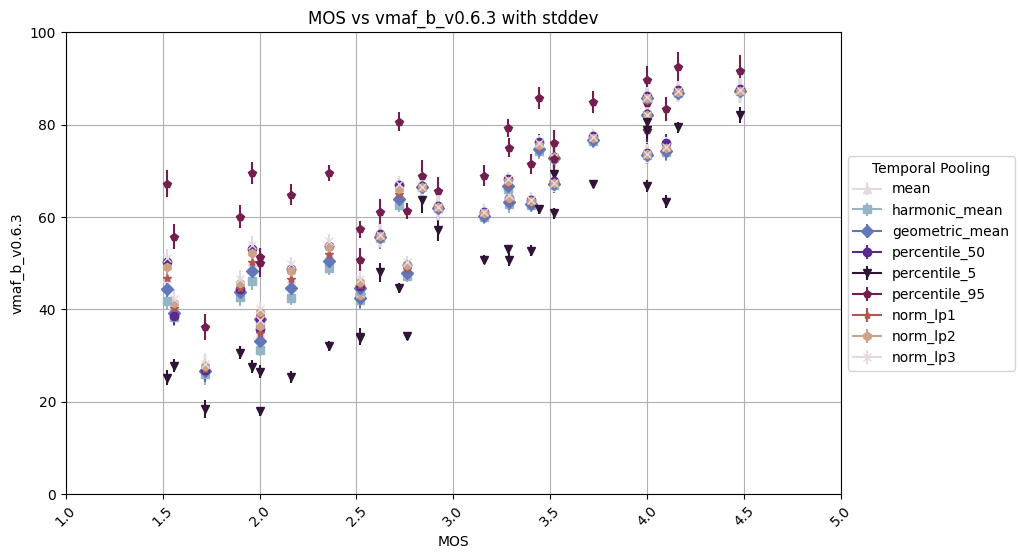 MOS vs vmaf_b_v0.6.3 with stddev
vmaf_b_v0.6.3
100
80
60
40
20
0
1.0
1.5
2.0
2.5
3.0
3.5
4.0
4.5
5.0
MOS
Temporal Pooling
mean
harmonic_mean
geometric_mean
percentile_50
percentile_5
percentile_95
norm_lp1
norm_lp2
norm_lp3